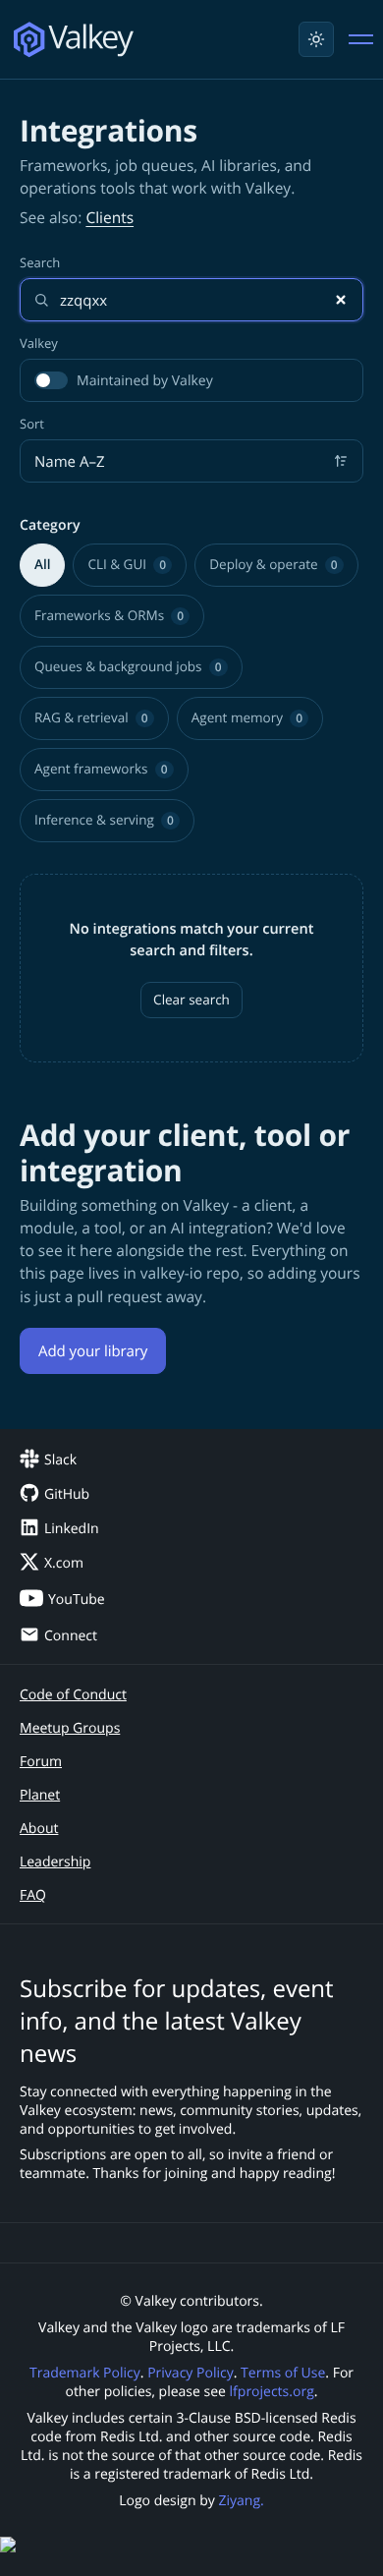 Valkey
Integrations
Frameworks, job queues, AI libraries, and
operations tools that work with Valkey.
See also: Clients
Search
zzqqxx
Valkey
Maintained by Valkey
Sort
Name A–Z
Category
All CLI & GUI 0 Deploy & operate 0
Frameworks & ORMs 0
Queues & background jobs 0
RAG & retrieval 0 Agent memory 0
Agent frameworks 0
Inference & serving 0
No integrations match your current
search and filters.
Clear search
Add your client, tool or
integration
Building something on Valkey - a client, a
module, a tool, or an AI integration? We'd love
to see it here alongside the rest. Everything on
this page lives in valkey-io repo, so adding yours
is just a pull request away.
Add your library
Slack
GitHub
LinkedIn
X.com
YouTube
Connect
Code of Conduct
Meetup Groups
Forum
Planet
About
Leadership
FAQ
Subscribe for updates, event
info, and the latest Valkey
news
Stay connected with everything happening in the
Valkey ecosystem: news, community stories, updates,
and opportunities to get involved.
Subscriptions are open to all, so invite a friend or
teammate. Thanks for joining and happy reading!
© Valkey contributors.
Valkey and the Valkey logo are trademarks of LF
Projects, LLC.
Trademark Policy. Privacy Policy. Terms of Use. For
other policies, please see lfprojects.org.
Valkey includes certain 3-Clause BSD-licensed Redis
code from Redis Ltd. and other source code. Redis
Ltd. is not the source of that other source code. Redis
is a registered trademark of Redis Ltd.
Logo design by Ziyang.